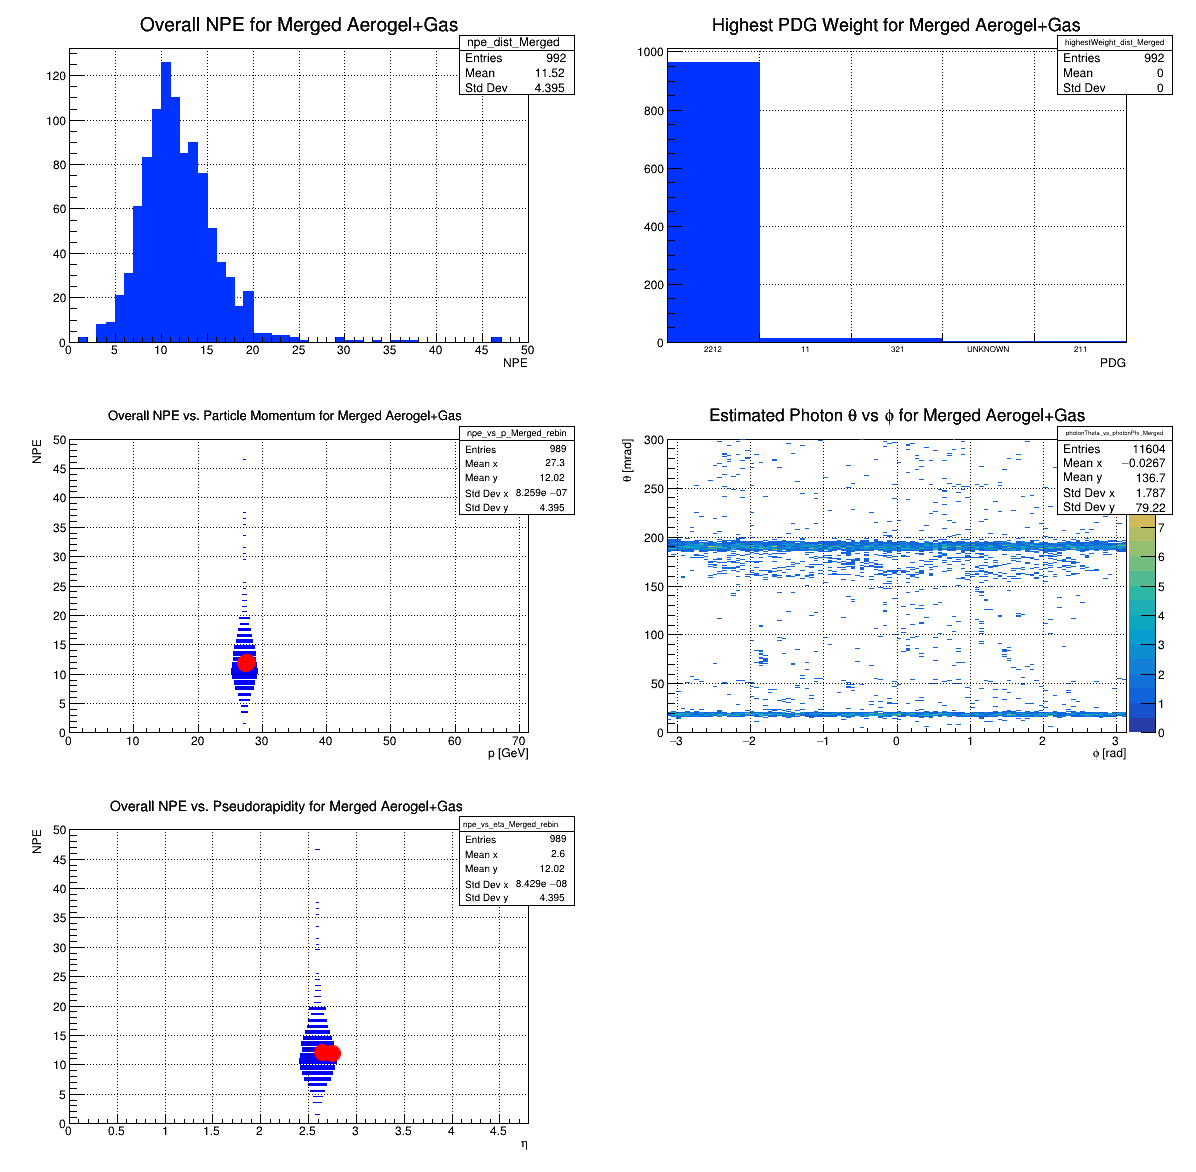 Overall NPE for Merged Aerogel+Gas
npe_dist_Merged
Entries 992
Mean 11.52
Std Dev 4.395
120
100
80
60
40
20
0
0 5 10 15 20 25 30 35 40 45 50
NPE
Highest PDG Weight for Merged Aerogel+Gas
highestWeight_dist_Merged
Entries 992
Mean 0
Std Dev 0
1000
800
600
400
200
0
2212 11 321 UNKNOWN 211
PDG
Overall NPE vs. Particle Momentum for Merged Aerogel+Gas
npe_vs_p_Merged_rebin
Entries 989
Mean x 27.3
Mean y 12.02
Std Dev x 8.259e −07
Std Dev y 4.395
NPE
50
45
40
35
30
25
20
15
10
5
0
0 10 20 30 40 50 60 70
p [GeV]
Estimated Photon θ vs ϕ for Merged Aerogel+Gas
photonTheta_vs_photonPhi_Merged
Entries 11604
Mean x −0.0267
Mean y 136.7
Std Dev x 1.787
Std Dev y 79.22
θ [mrad]
300
250
200
150
100
50
0
−3 −2 −1 0 1 2 3
ϕ [rad]
7
6
5
4
3
2
1
0
Overall NPE vs. Pseudorapidity for Merged Aerogel+Gas
npe_vs_eta_Merged_rebin
Entries 989
Mean x 2.6
Mean y 12.02
Std Dev x 8.429e −08
Std Dev y 4.395
NPE
50
45
40
35
30
25
20
15
10
5
0
0 0.5 1 1.5 2 2.5 3 3.5 4 4.5
η